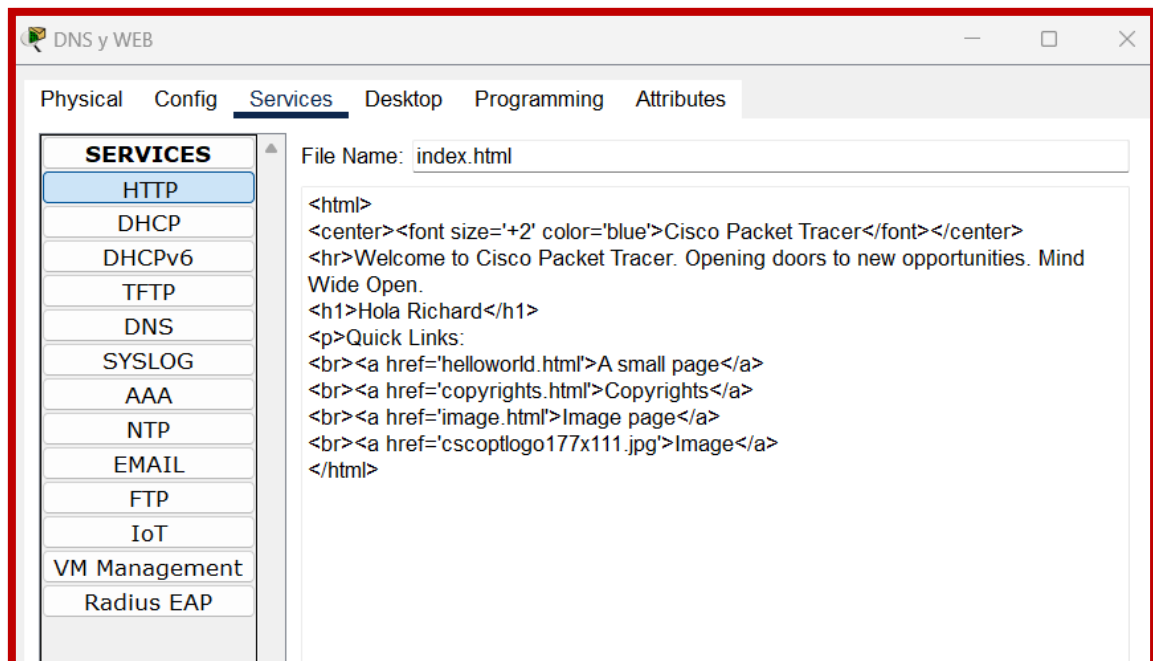 DNS y WEB
Physical Config Services Desktop Programming Attributes
SERVICES
HTTP
DHCP
DHCPv6
TFTP
DNS
SYSLOG
AAA
NTP
EMAIL
FTP
IoT
VM Management
Radius EAP
File Name: index.html
<html>
<center><font size='+2' color='blue'>Cisco Packet Tracer</font></center>
<hr>Welcome to Cisco Packet Tracer. Opening doors to new opportunities. Mind
Wide Open.
<h1>Hola Richard</h1>
<p>Quick Links:
<br><a href='helloworld.html'>A small page</a>
<br><a href='copyrights.html'>Copyrights</a>
<br><a href='image.html'>Image page</a>
<br><a href='cscoptlogo177x111.jpg'>Image</a>
</html>